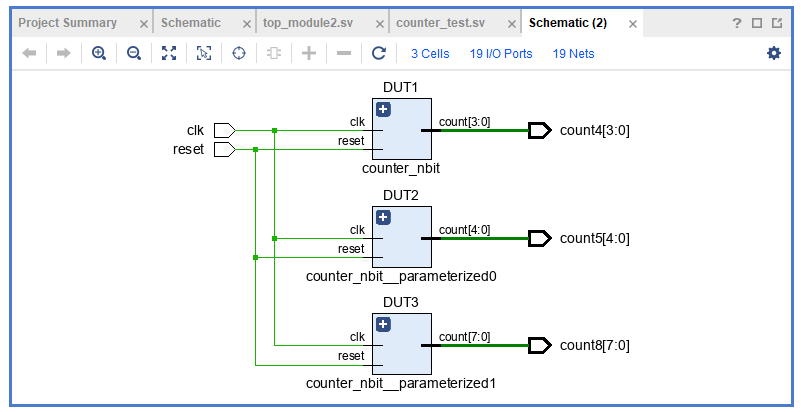 Project Summary × Schematic × top_module2.sv × counter_test.sv × Schematic (2) × ?
3 Cells 19 I/O Ports 19 Nets
DUT1
clk clk count[3:0] count4[3:0]
reset reset
counter_nbit
DUT2
clk count[4:0] count5[4:0]
reset
counter_nbit__parameterized0
DUT3
clk count[7:0] count8[7:0]
reset
counter_nbit__parameterized1